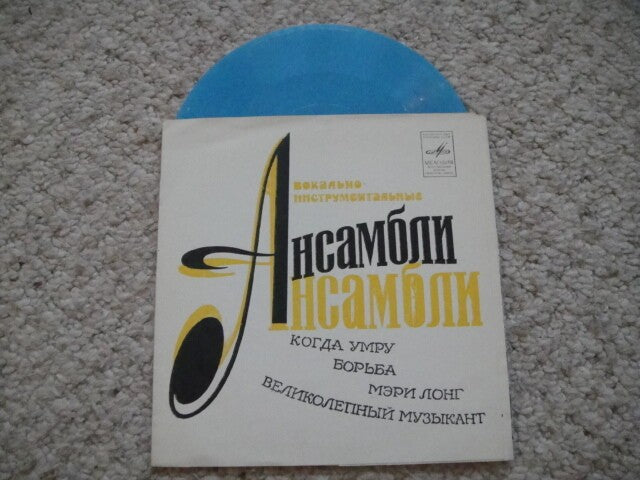 МЕЛОДИЯ
ВОКАЛЬНО
ИНСТРУМЕНТАЛЬНЫЕ
АНСАМБЛИ
АНСАМБЛИ
КОГДА УМРУ
БОРЬБА
МЭРИ ЛОНГ
ВЕЛИКОЛЕПНЫЙ МУЗЫКАНТ